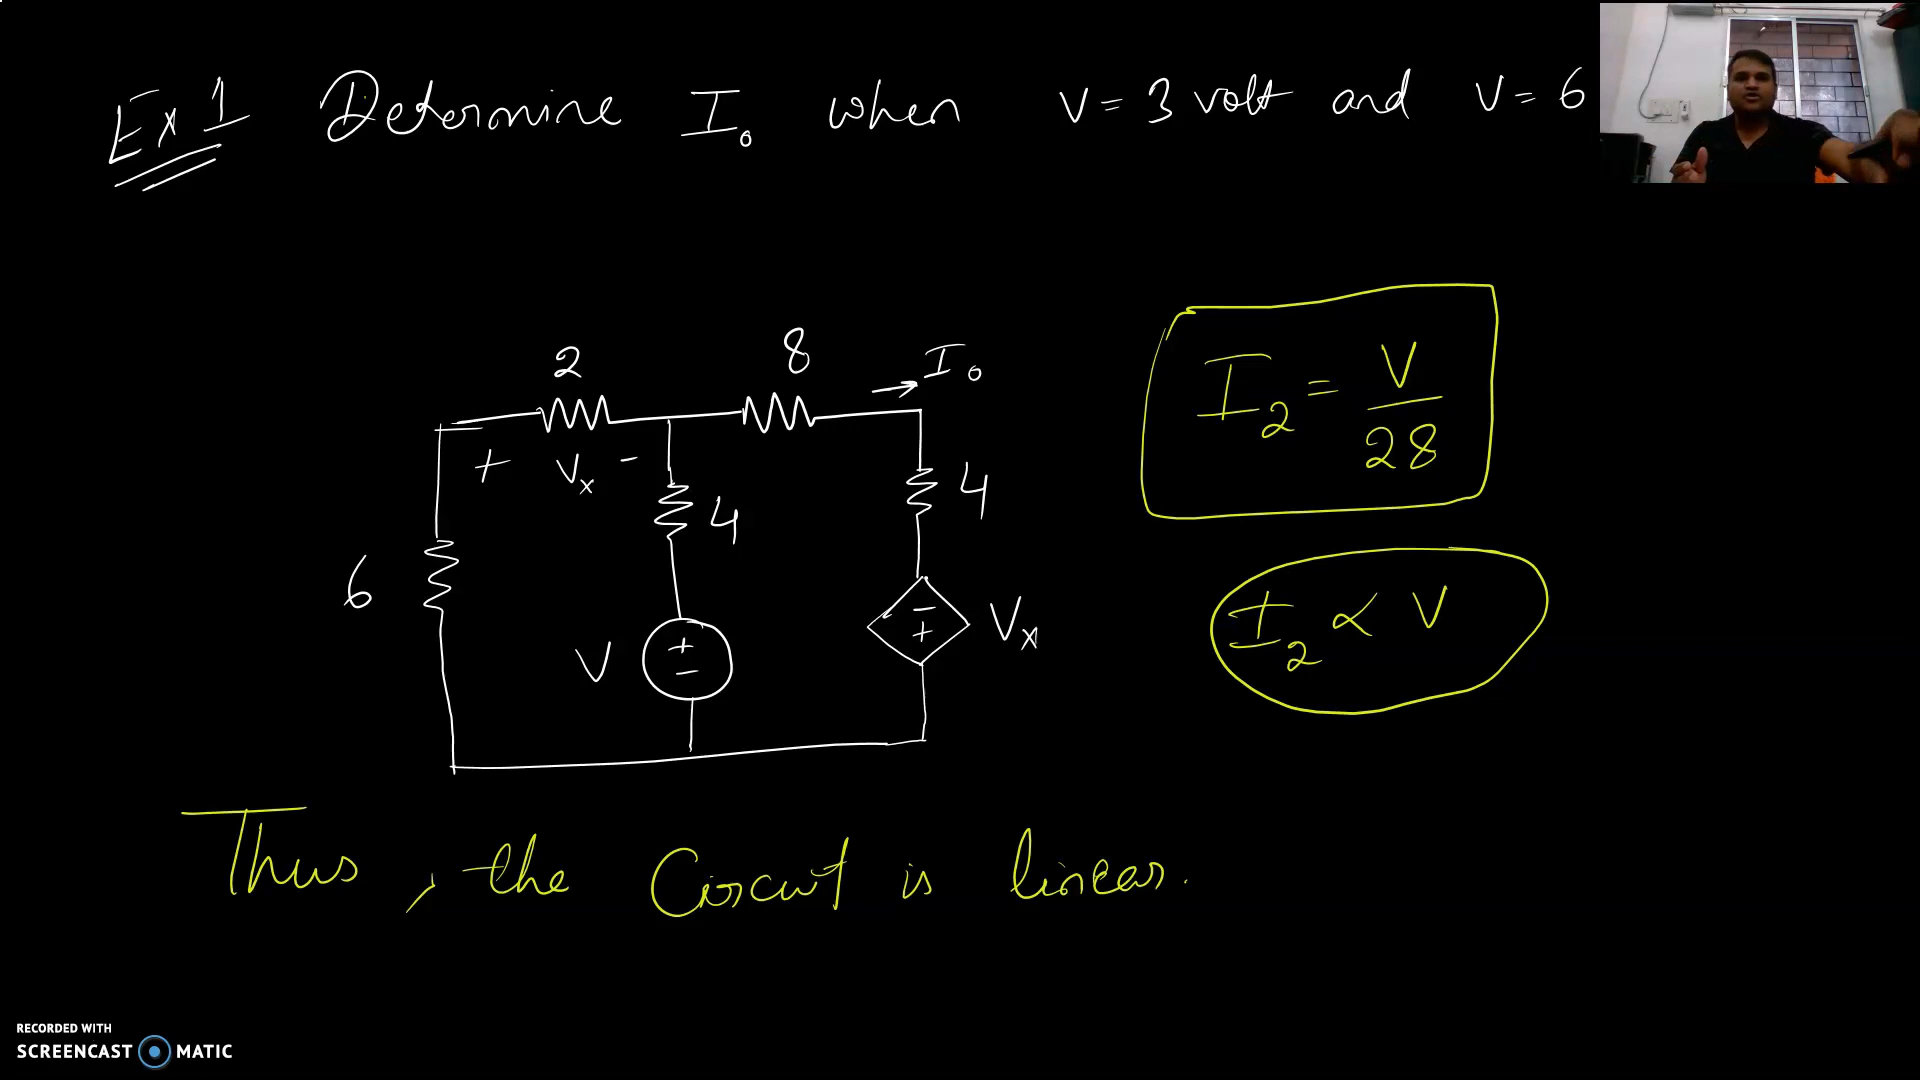 Ex 1 Determine I₀ when V = 3 volt and V = 6
2 8 I₀
+ Vₓ -
4 4
6
V + - - + Vₓ
I₂ = V/28
I₂ ∝ V
Thus, the Circuit is linear.
RECORDED WITH
SCREENCAST MATIC